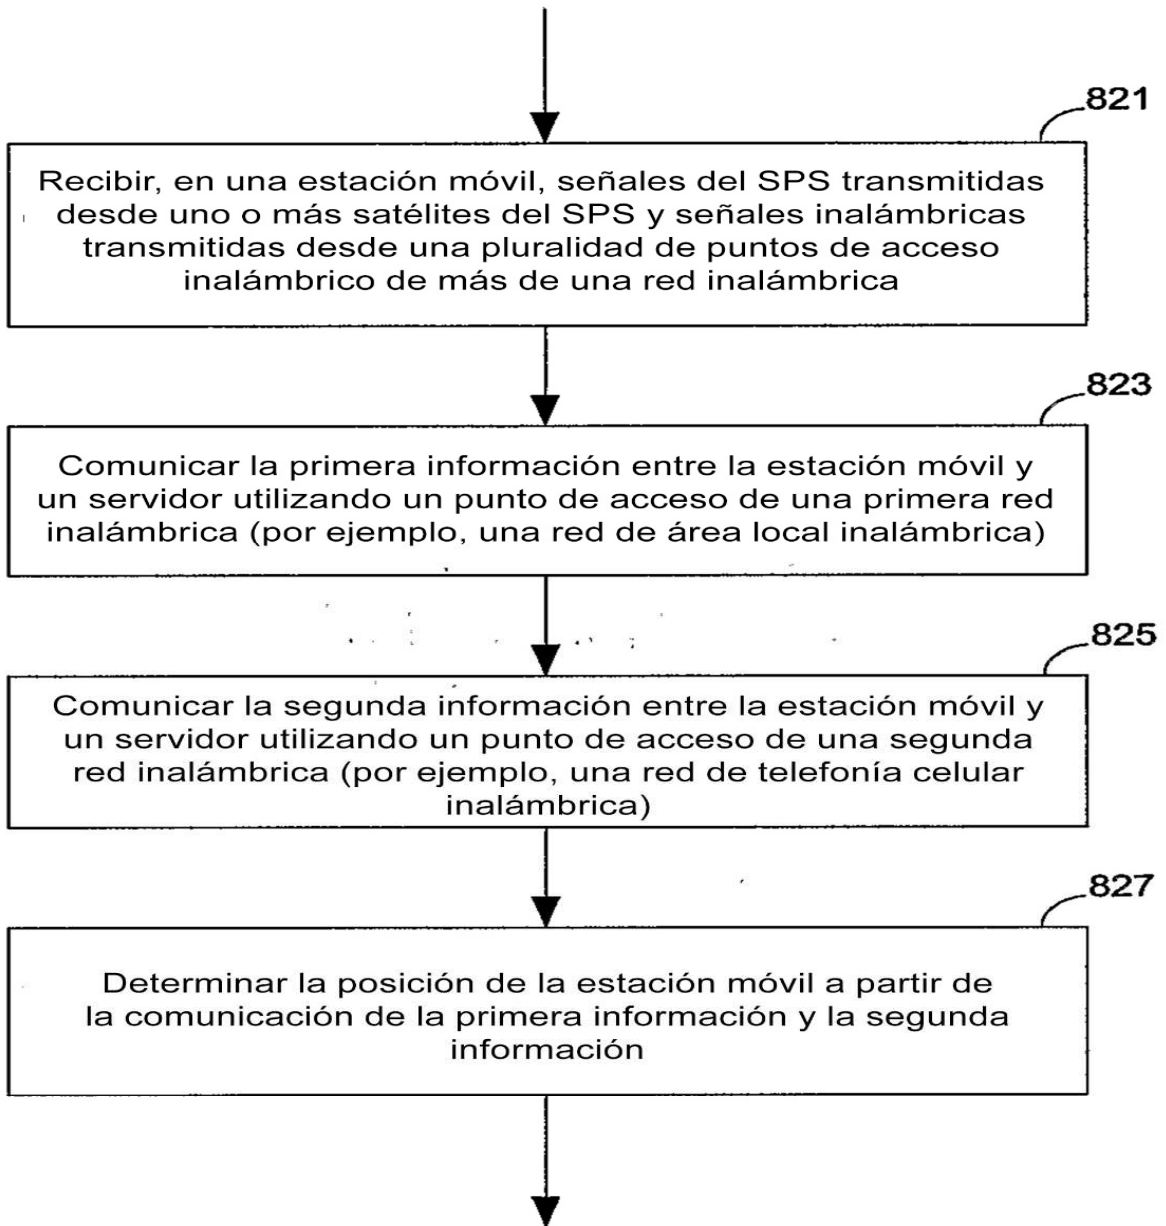 821
Recibir, en una estación móvil, señales del SPS transmitidas
desde uno o más satélites del SPS y señales inalámbricas
transmitidas desde una pluralidad de puntos de acceso
inalámbrico de más de una red inalámbrica
823
Comunicar la primera información entre la estación móvil y
un servidor utilizando un punto de acceso de una primera red
inalámbrica (por ejemplo, una red de área local inalámbrica)
825
Comunicar la segunda información entre la estación móvil y
un servidor utilizando un punto de acceso de una segunda
red inalámbrica (por ejemplo, una red de telefonía celular
inalámbrica)
827
Determinar la posición de la estación móvil a partir de
la comunicación de la primera información y la segunda
información